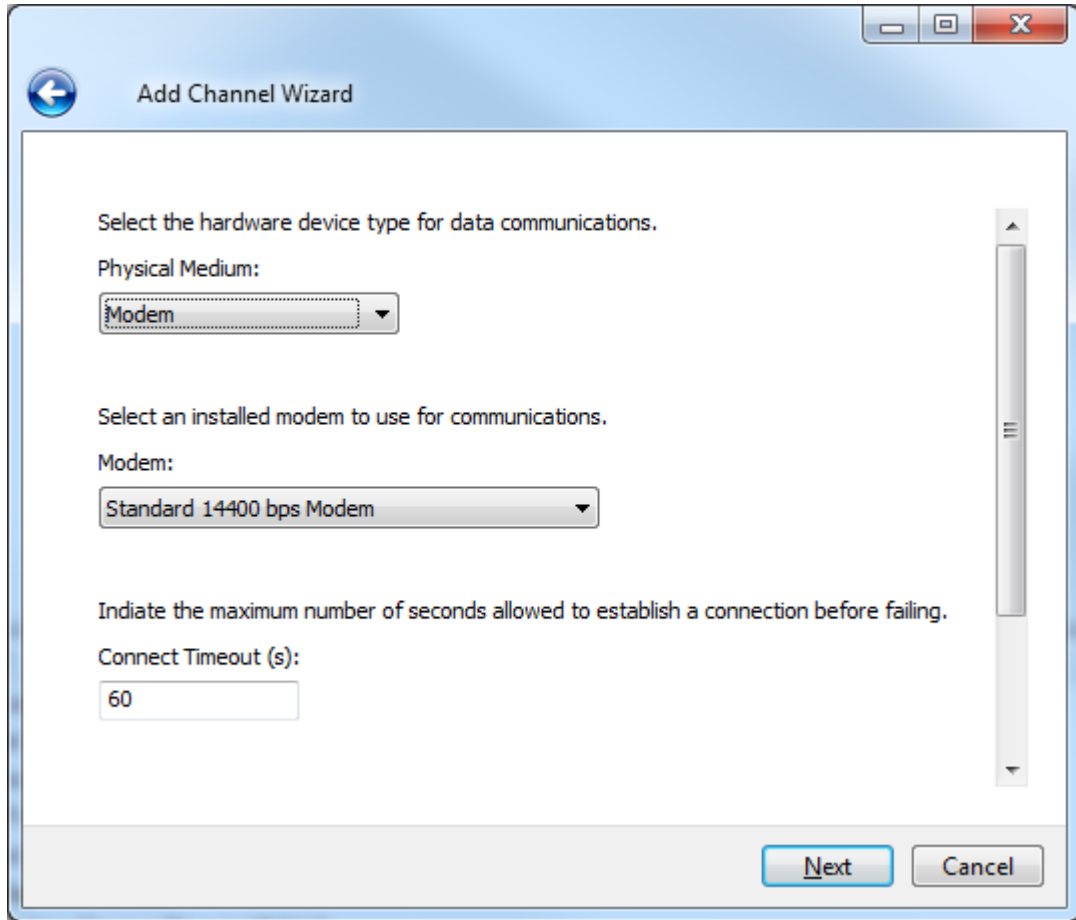 Add Channel Wizard
Select the hardware device type for data communications.
Physical Medium:
Modem
Select an installed modem to use for communications.
Modem:
Standard 14400 bps Modem
Indiate the maximum number of seconds allowed to establish a connection before failing.
Connect Timeout (s):
60
Next
Cancel